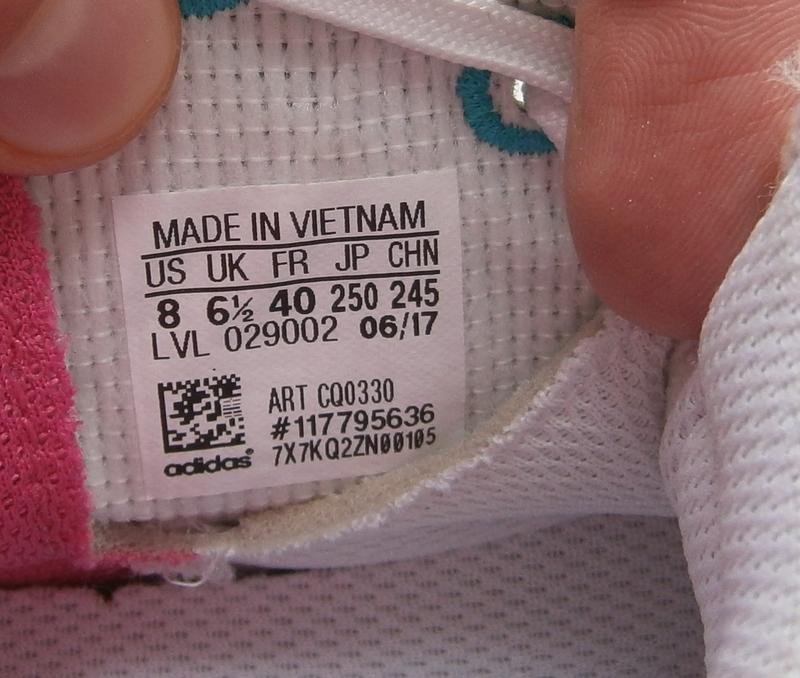 MADE IN VIETNAM
US UK FR JP CHN
8 6½ 40 250 245
LVL 029002 06/17
ART CQ0330
#117795636
7X7KQ2ZN00105
adidas